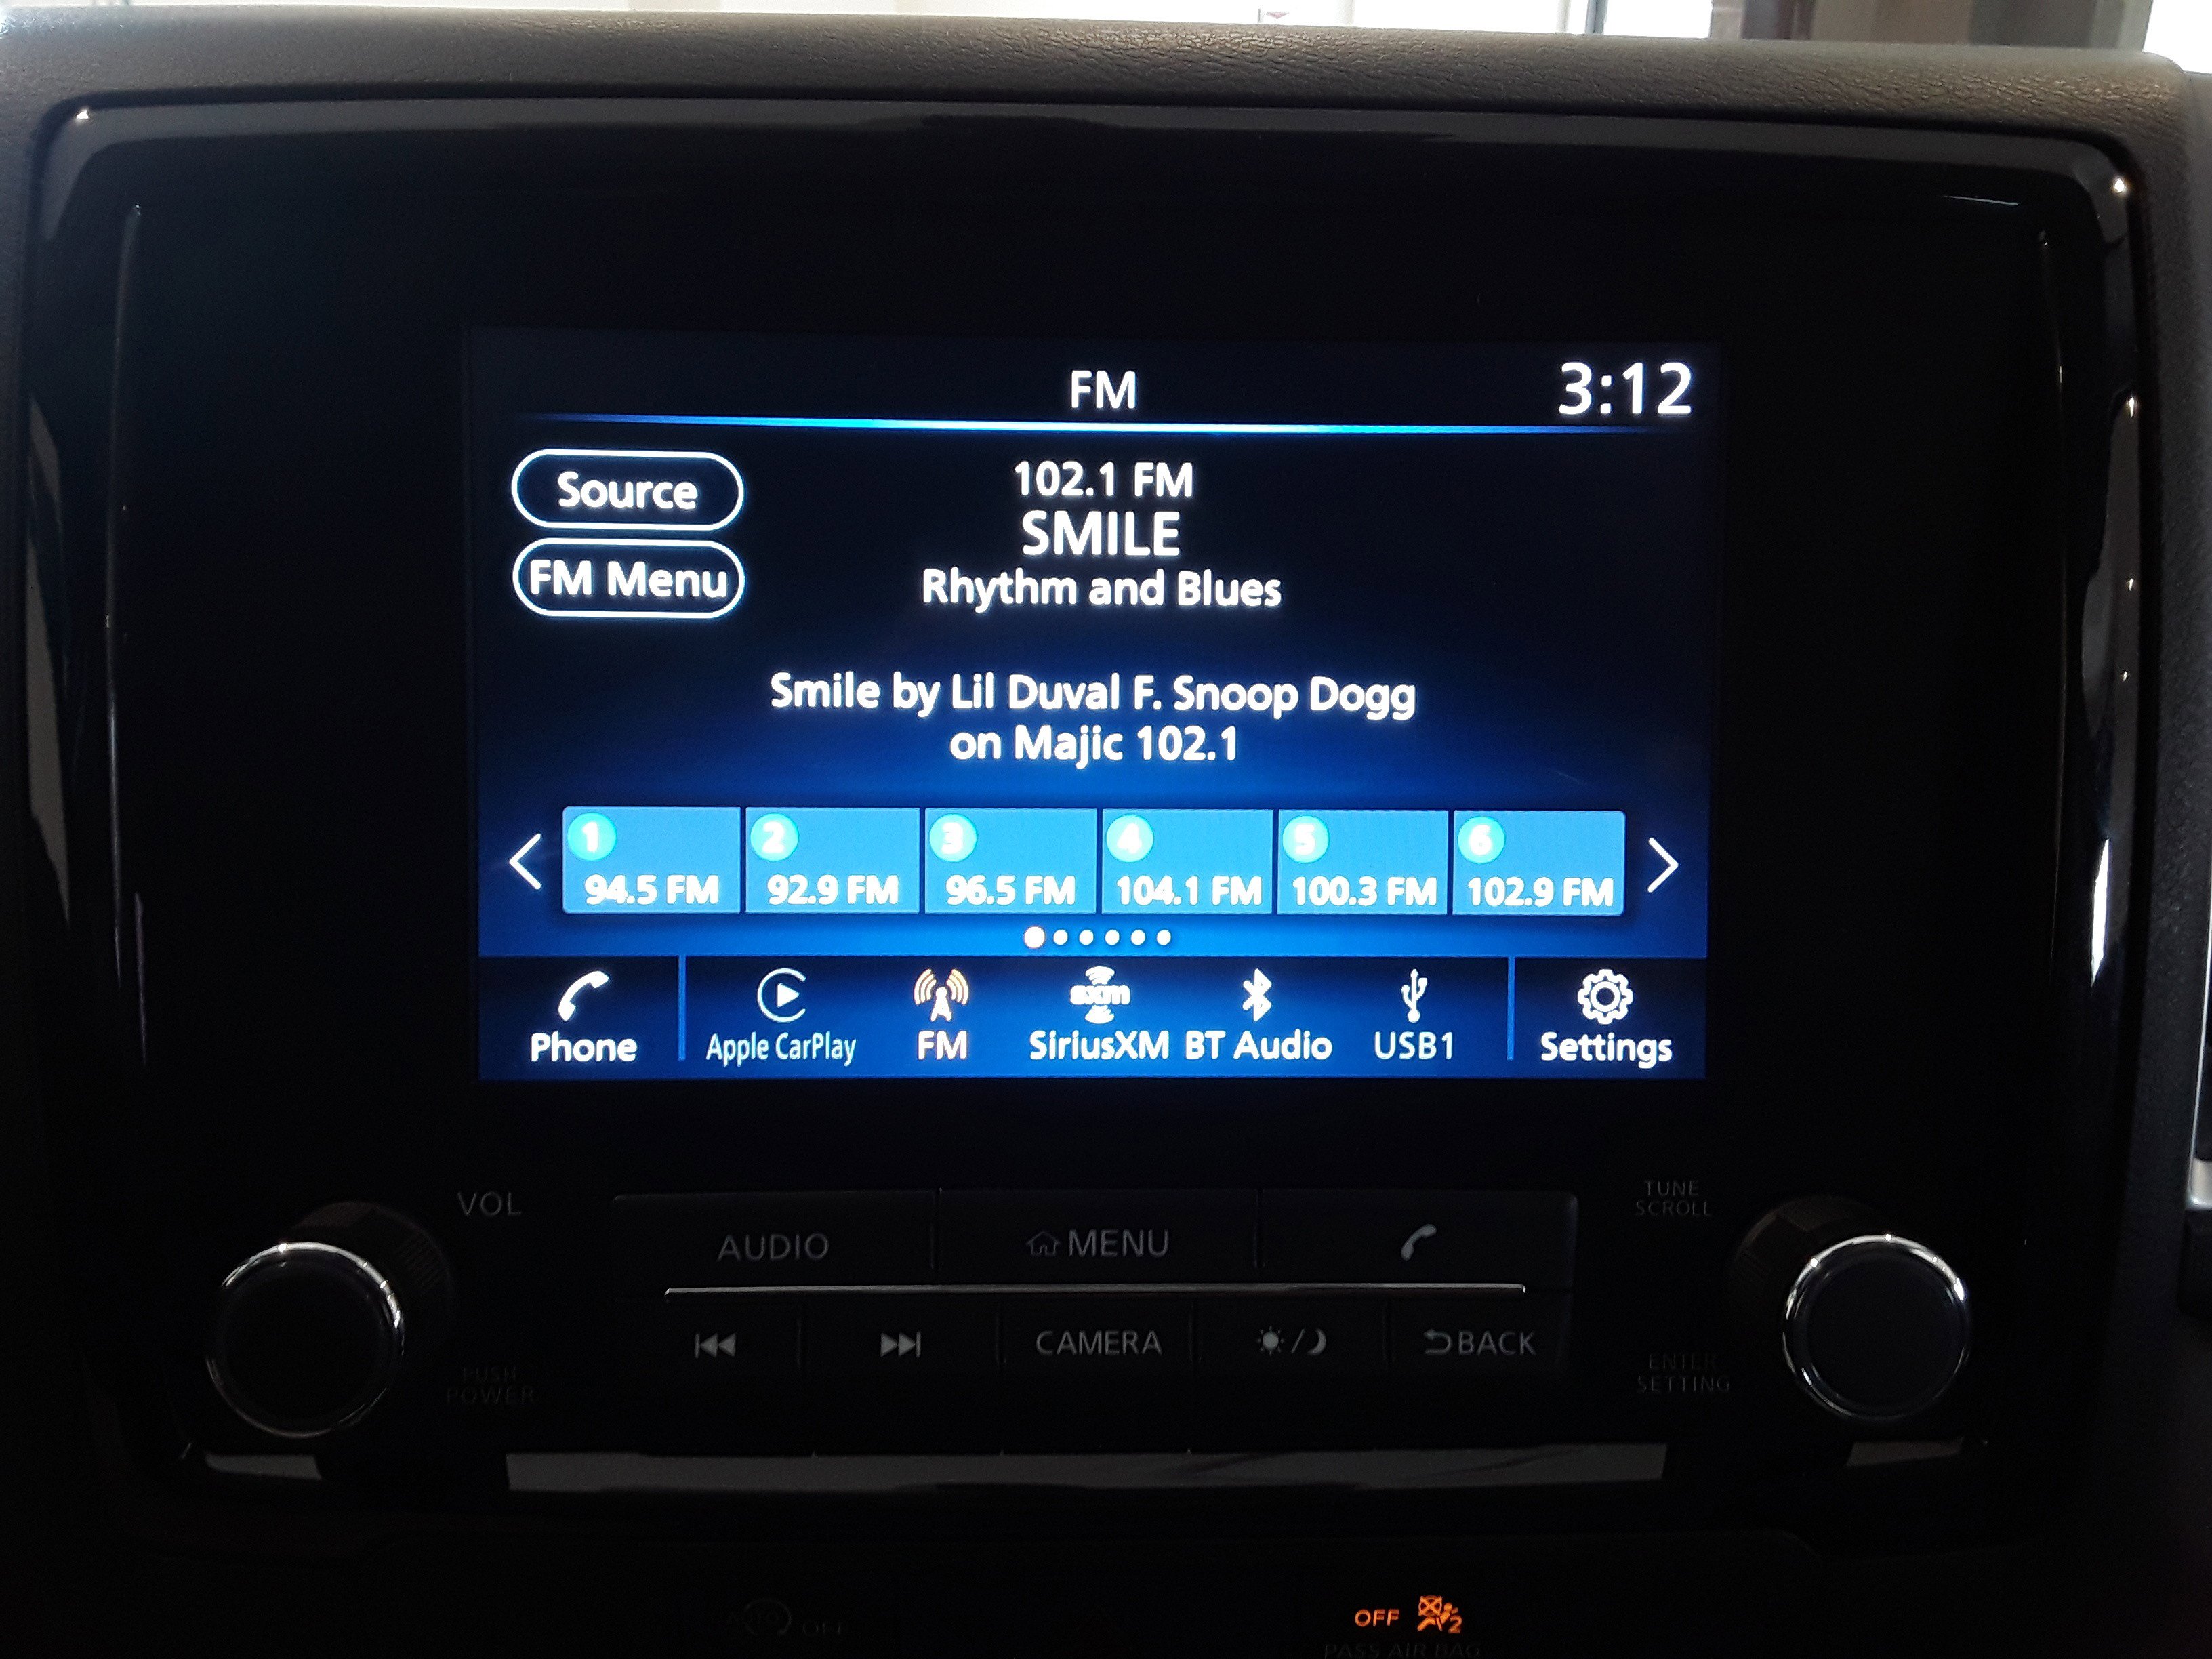 FM
3:12
Source
FM Menu
102.1 FM
SMILE
Rhythm and Blues
Smile by Lil Duval F. Snoop Dogg
on Majic 102.1
1 2 3 4 5 6
94.5 FM 92.9 FM 96.5 FM 104.1 FM 100.3 FM 102.9 FM
sxm
Phone Apple CarPlay FM SiriusXM BT Audio USB1 Settings
VOL
TUNE
SCROLL
AUDIO MENU
CAMERA BACK
PUSH
POWER
ENTER
SETTING
OFF
OFF 2
PASS AIR BAG